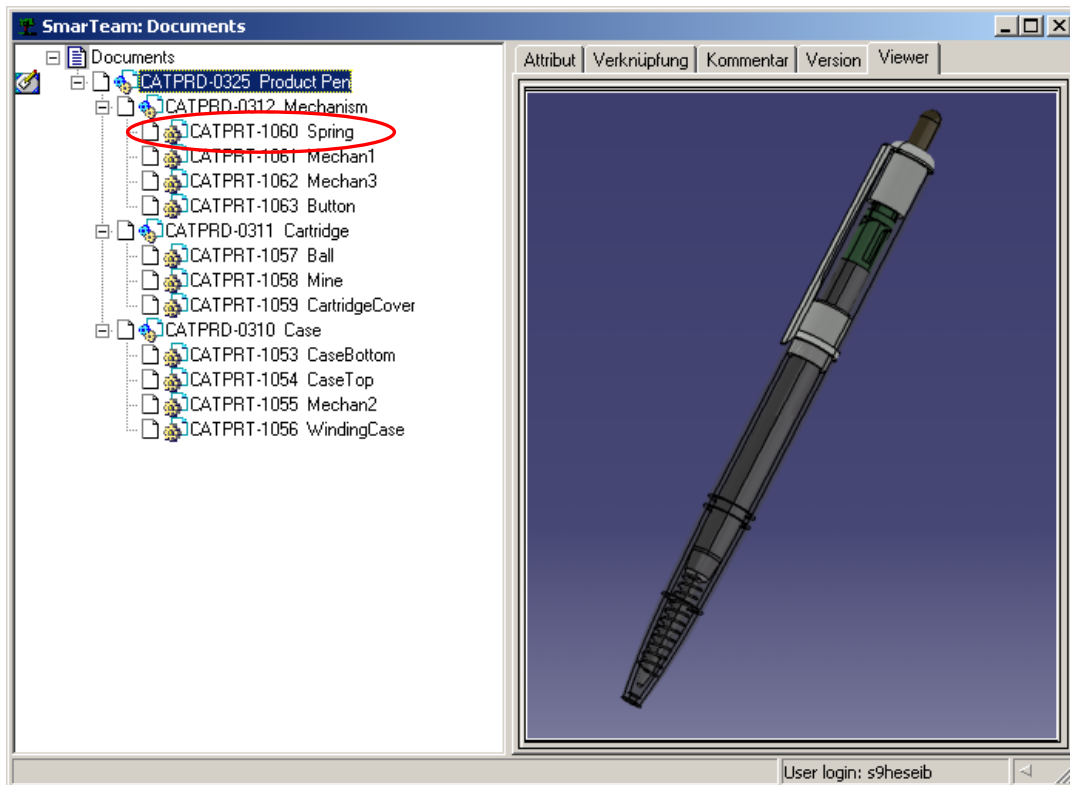 SmarTeam: Documents
Documents
CATPRD-0325 Product Pen
CATPRD-0312 Mechanism
CATPRT-1060 Spring
CATPRT-1061 Mechan1
CATPRT-1062 Mechan3
CATPRT-1063 Button
CATPRD-0311 Cartridge
CATPRT-1057 Ball
CATPRT-1058 Mine
CATPRT-1059 CartridgeCover
CATPRD-0310 Case
CATPRT-1053 CaseBottom
CATPRT-1054 CaseTop
CATPRT-1055 Mechan2
CATPRT-1056 WindingCase
Attribut Verknüpfung Kommentar Version Viewer
User login: s9heseib